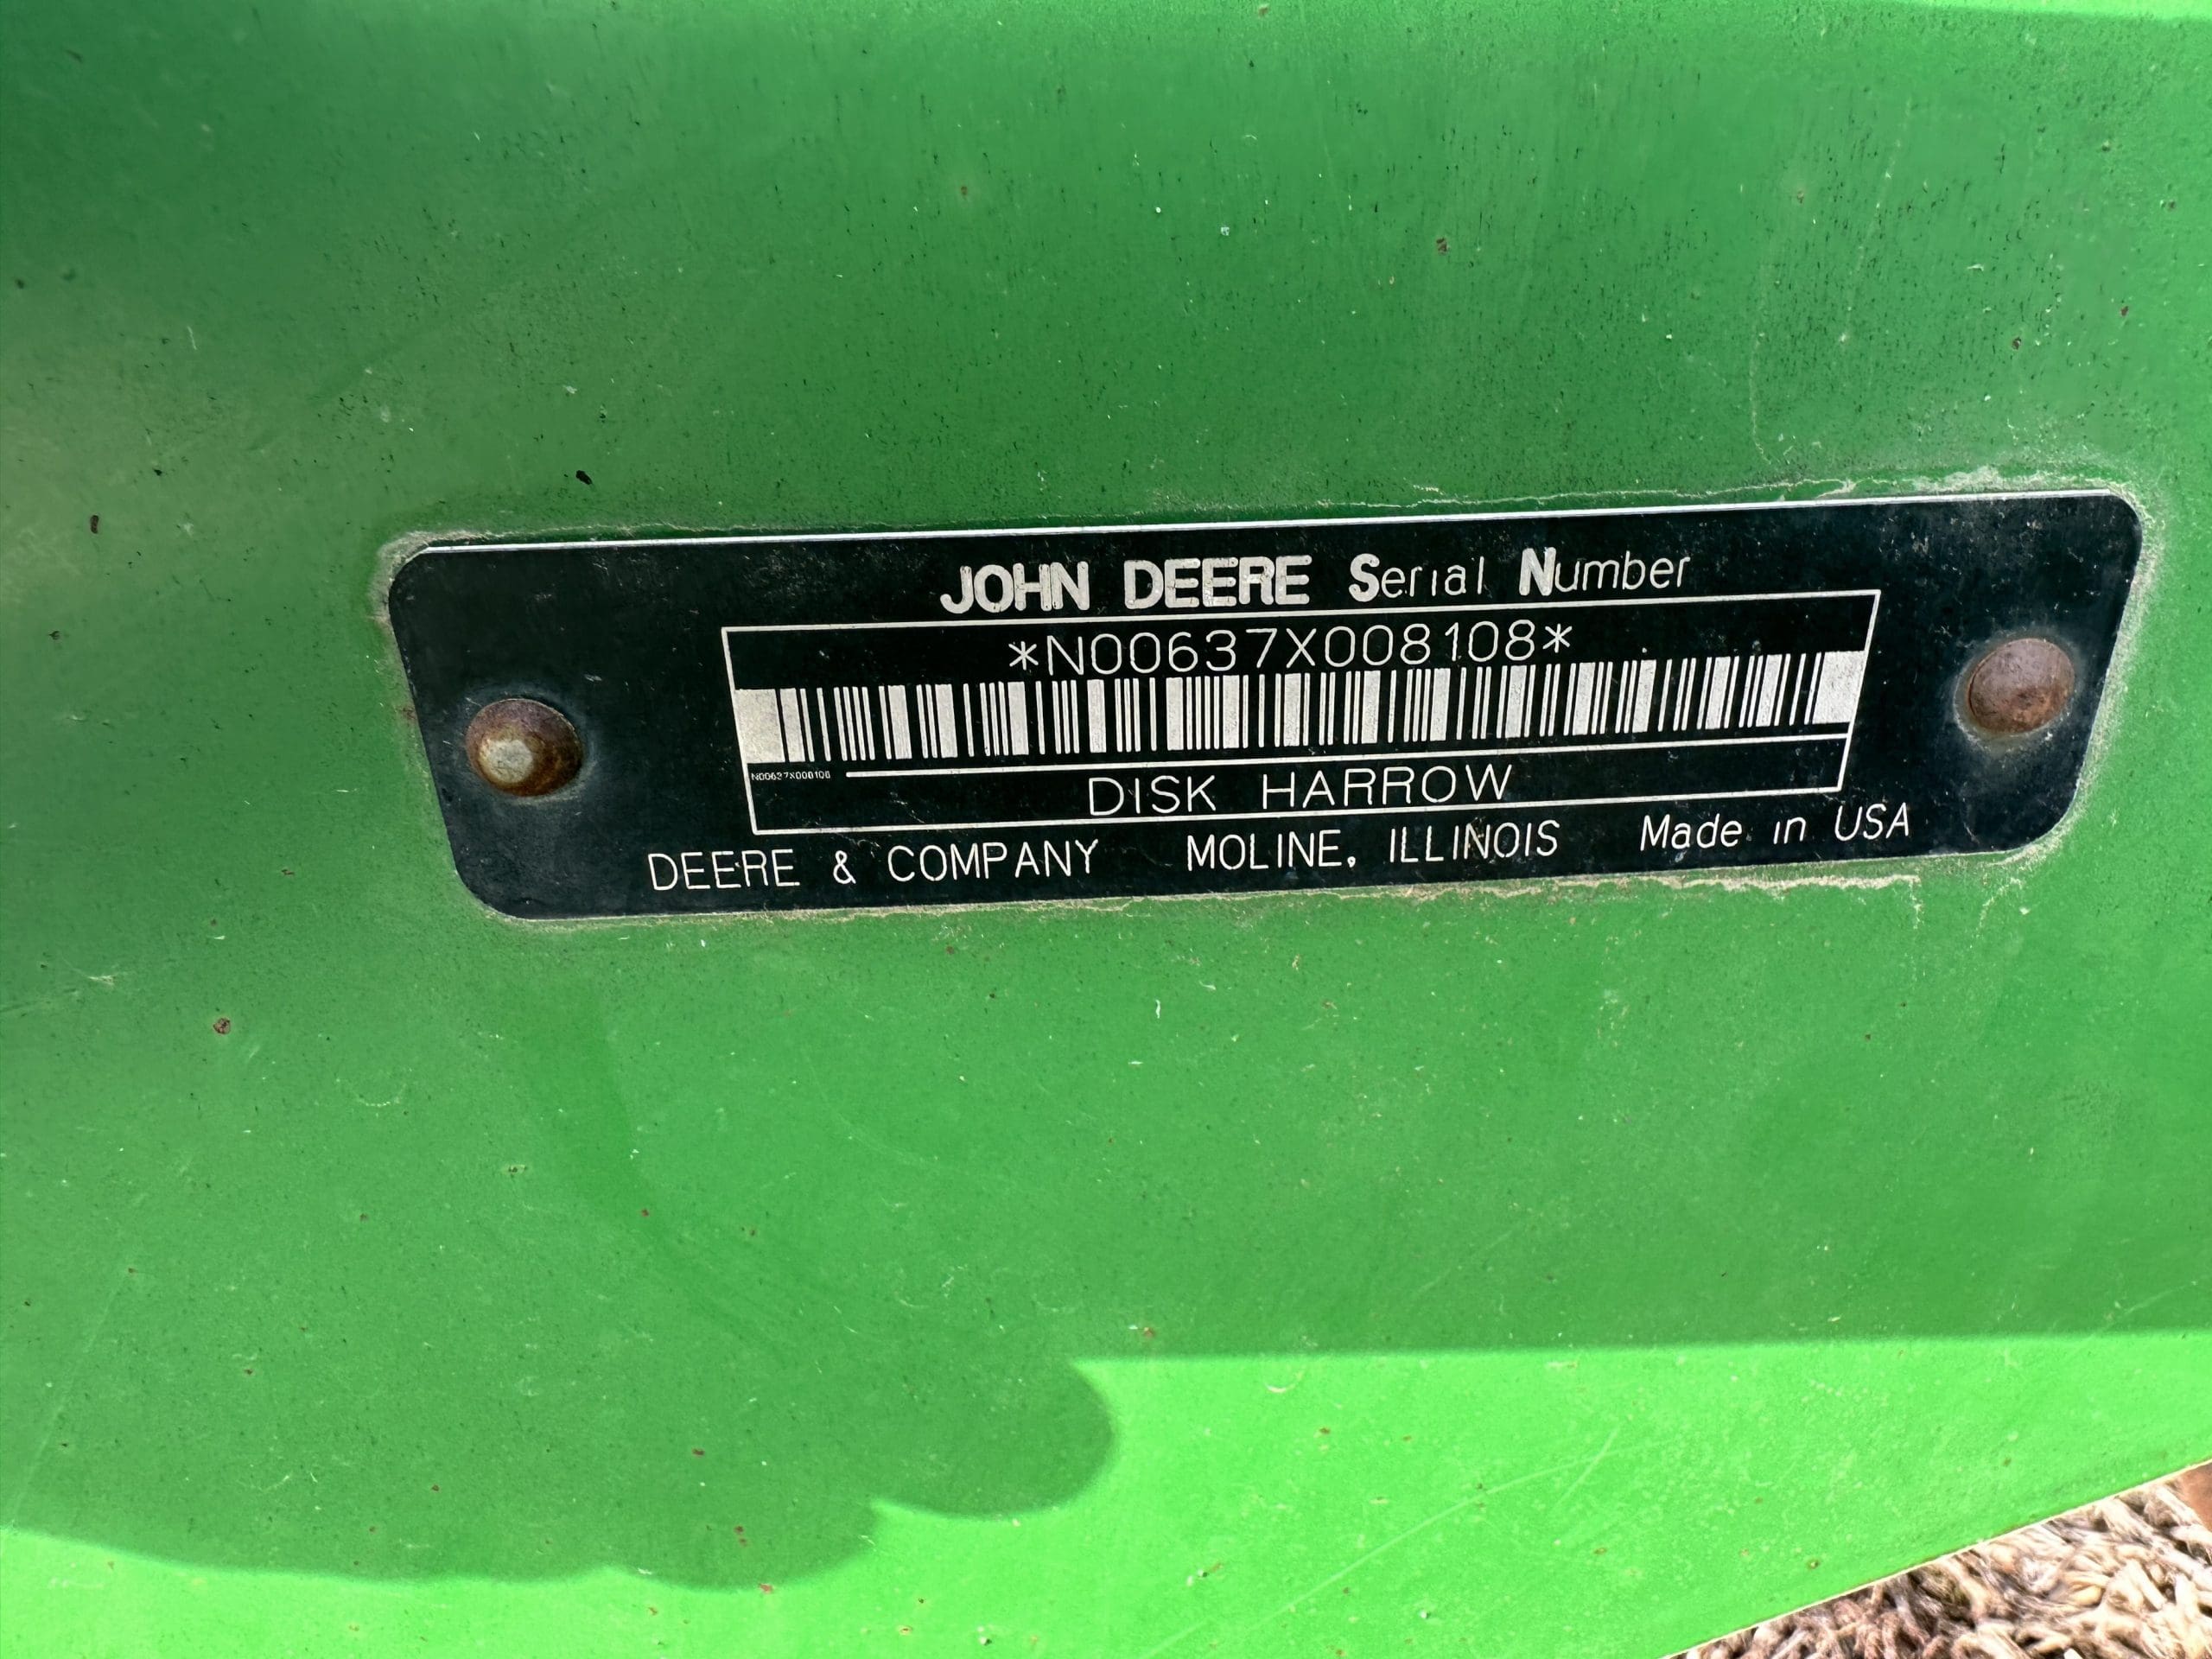 JOHN DEERE Serial Number
*N00637X008108*
N00637X008108
DISK HARROW
DEERE & COMPANY MOLINE, ILLINOIS Made in USA